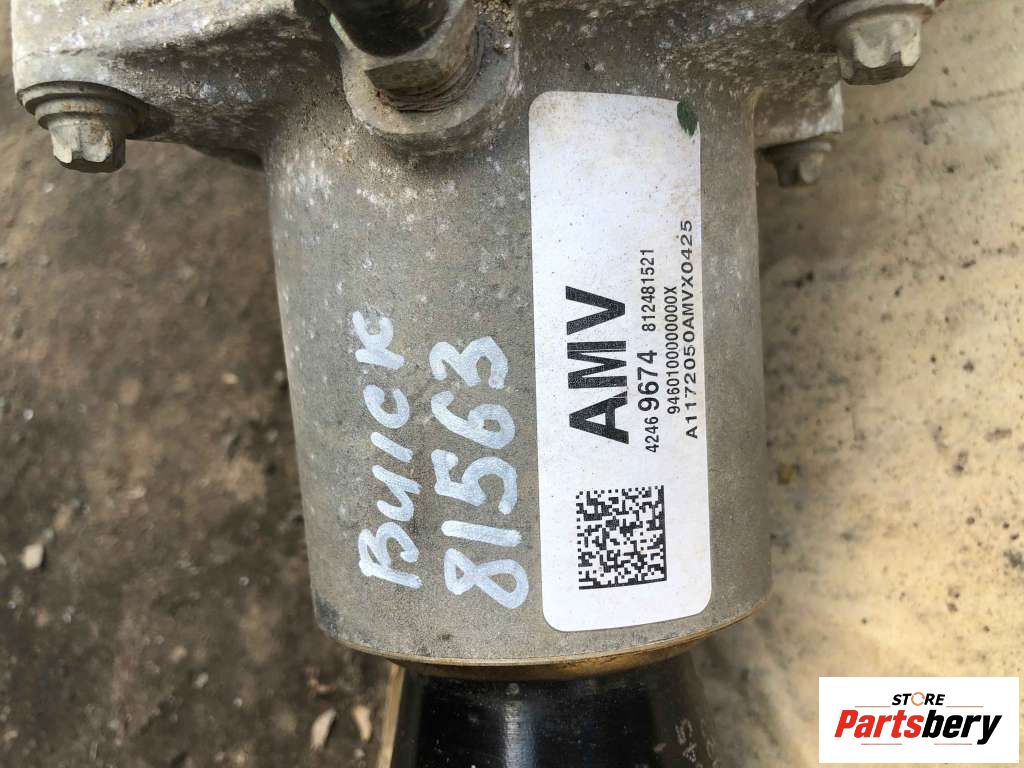 Buick
81563
AMV
4246 9674 812481521
94601000000000X
A1172050AMVX0425
STORE
Partsbery